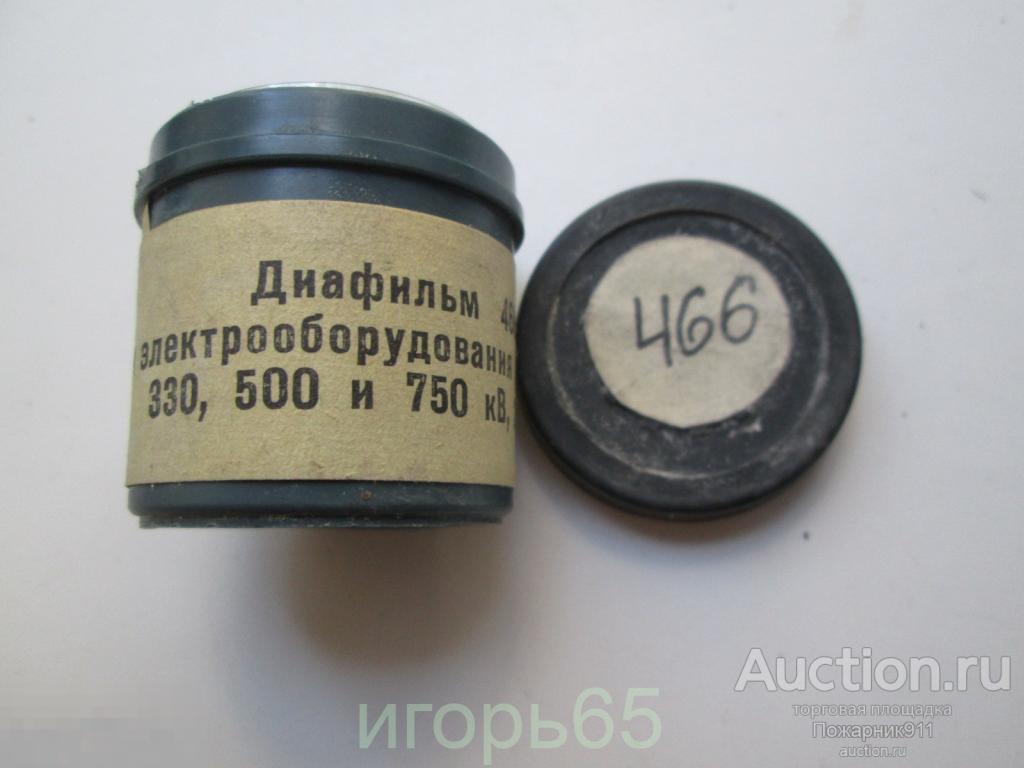 Диафильм
электрооборудования
330, 500 и 750 кВ,
466
игорь65
Auction.ru
торговая площадка
Пожарник911
auction.ru